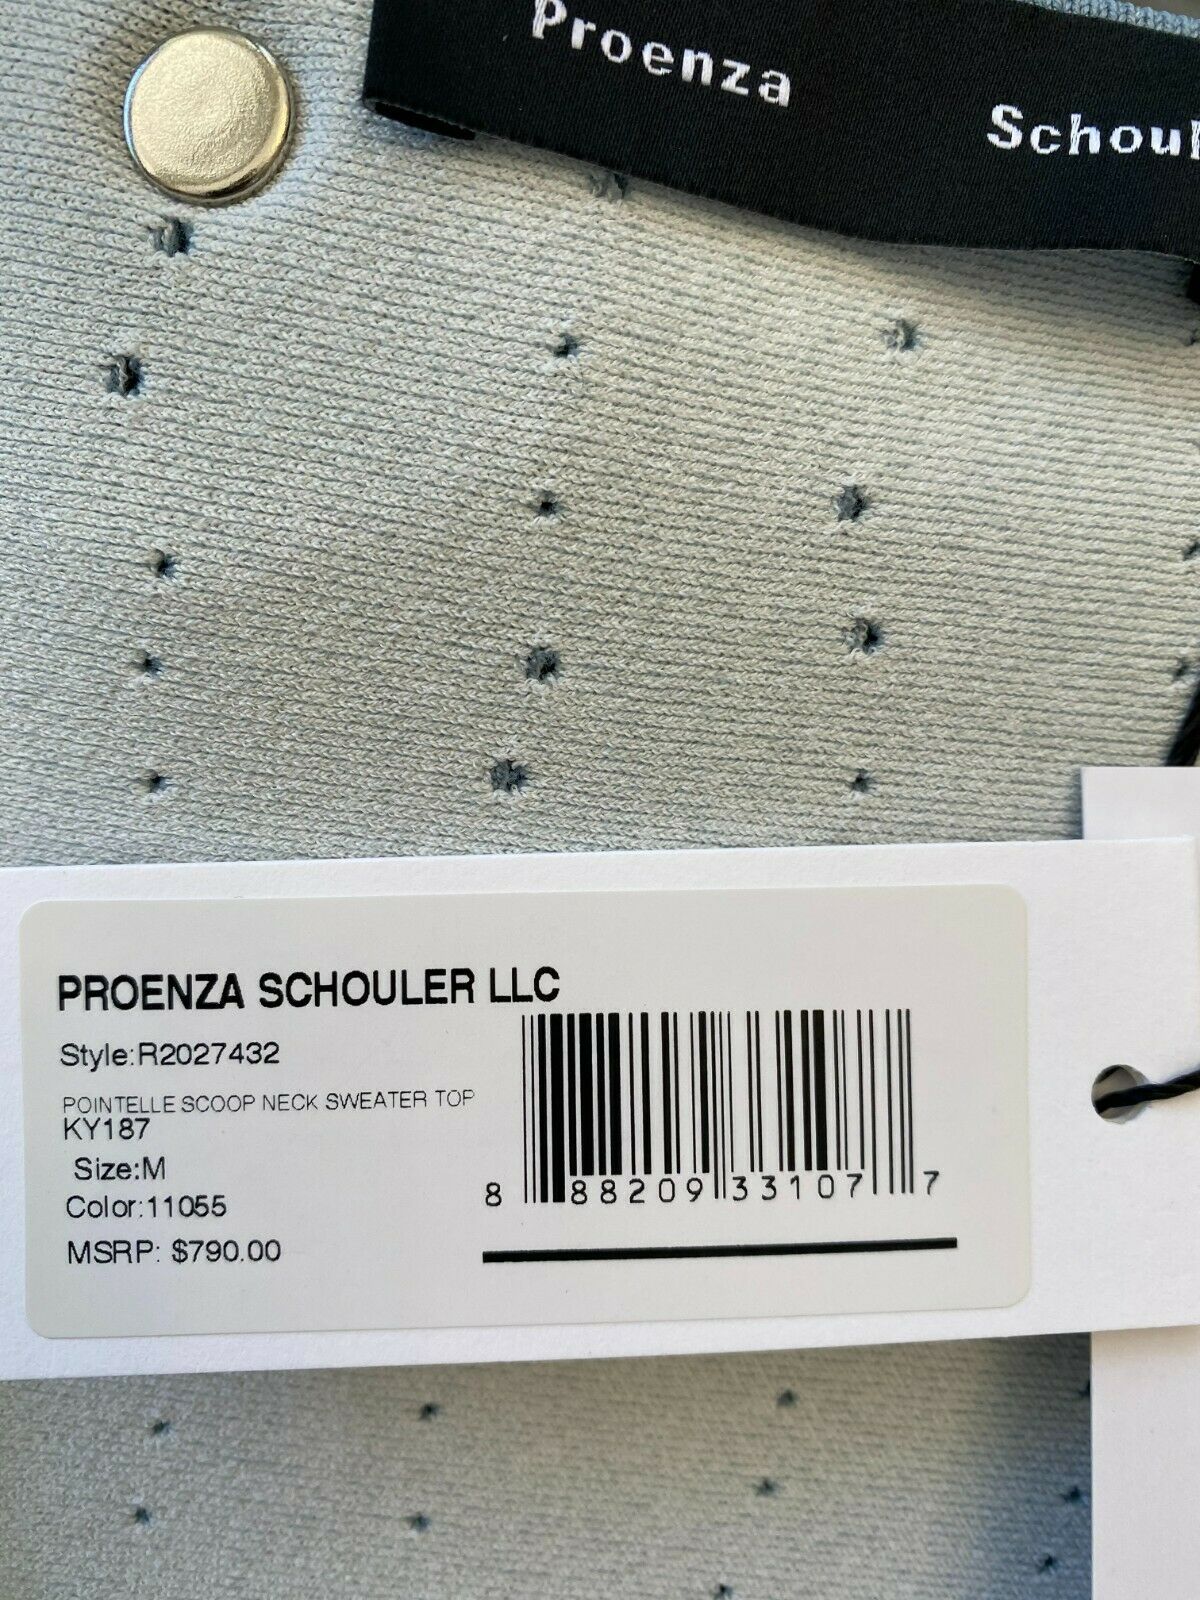 Proenza Schoul
PROENZA SCHOULER LLC
Style:R2027432
POINTELLE SCOOP NECK SWEATER TOP
KY187
Size:M
Color:11055
MSRP: $790.00
8 88209 33107 7